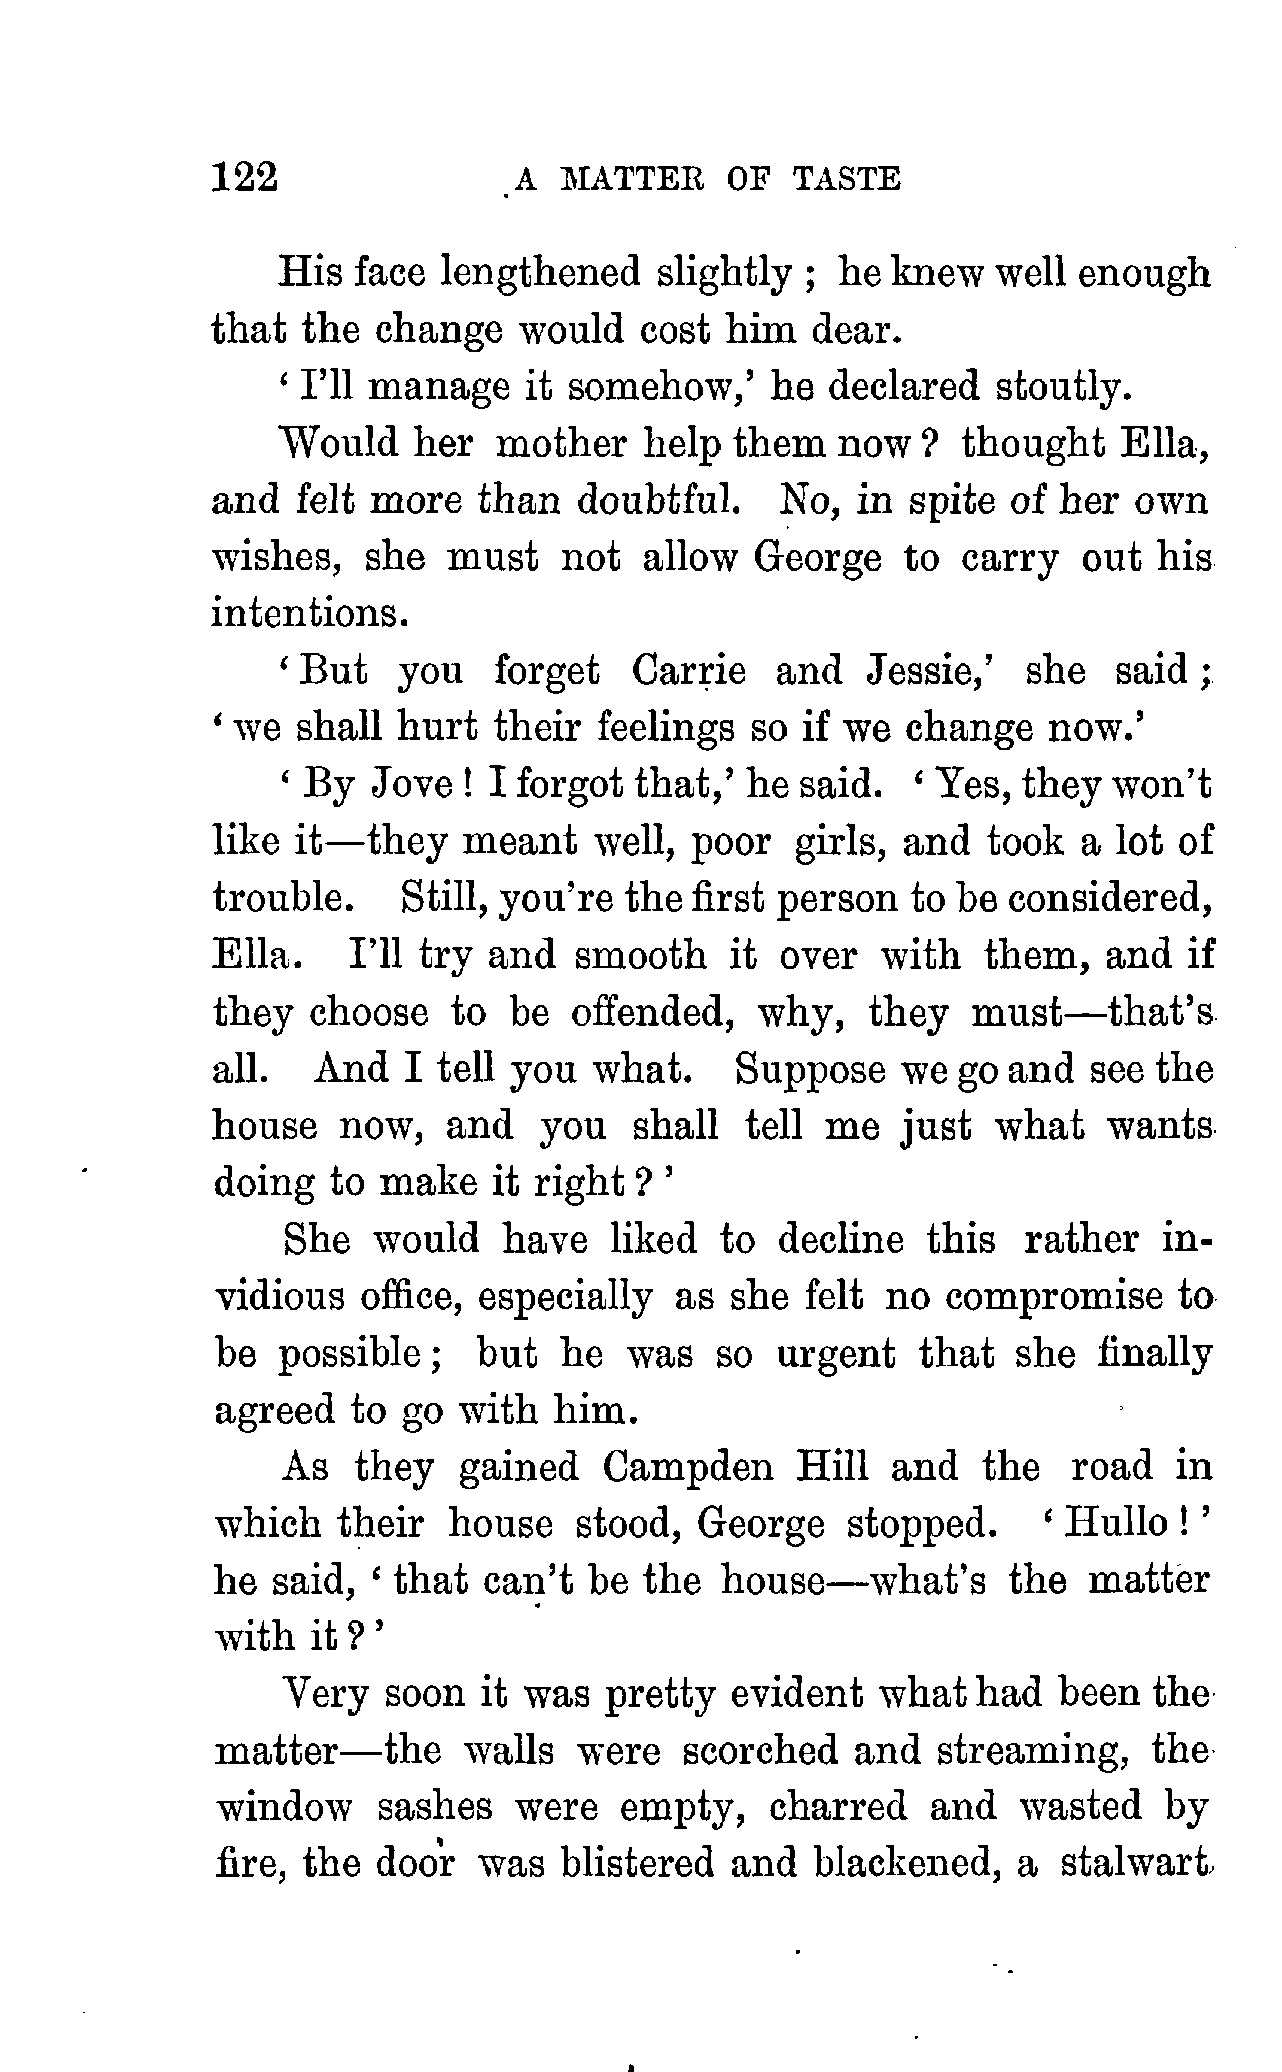 122 A MATTER OF TASTE
His face lengthened slightly ; he knew well enough
that the change would cost him dear.
‘ I’ll manage it somehow,’ he declared stoutly.
Would her mother help them now ? thought Ella,
and felt more than doubtful. No, in spite of her own
wishes, she must not allow George to carry out his
intentions.
‘ But you forget Carrie and Jessie,’ she said ;
‘ we shall hurt their feelings so if we change now.’
‘ By Jove ! I forgot that,’ he said. ‘ Yes, they won’t
like it—they meant well, poor girls, and took a lot of
trouble. Still, you’re the first person to be considered,
Ella. I’ll try and smooth it over with them, and if
they choose to be offended, why, they must—that’s
all. And I tell you what. Suppose we go and see the
house now, and you shall tell me just what wants
doing to make it right ? ’
She would have liked to decline this rather in-
vidious office, especially as she felt no compromise to
be possible ; but he was so urgent that she finally
agreed to go with him.
As they gained Campden Hill and the road in
which their house stood, George stopped. ‘ Hullo ! ’
he said, ‘ that can’t be the house—what’s the matter
with it ? ’
Very soon it was pretty evident what had been the
matter—the walls were scorched and streaming, the
window sashes were empty, charred and wasted by
fire, the door was blistered and blackened, a stalwart